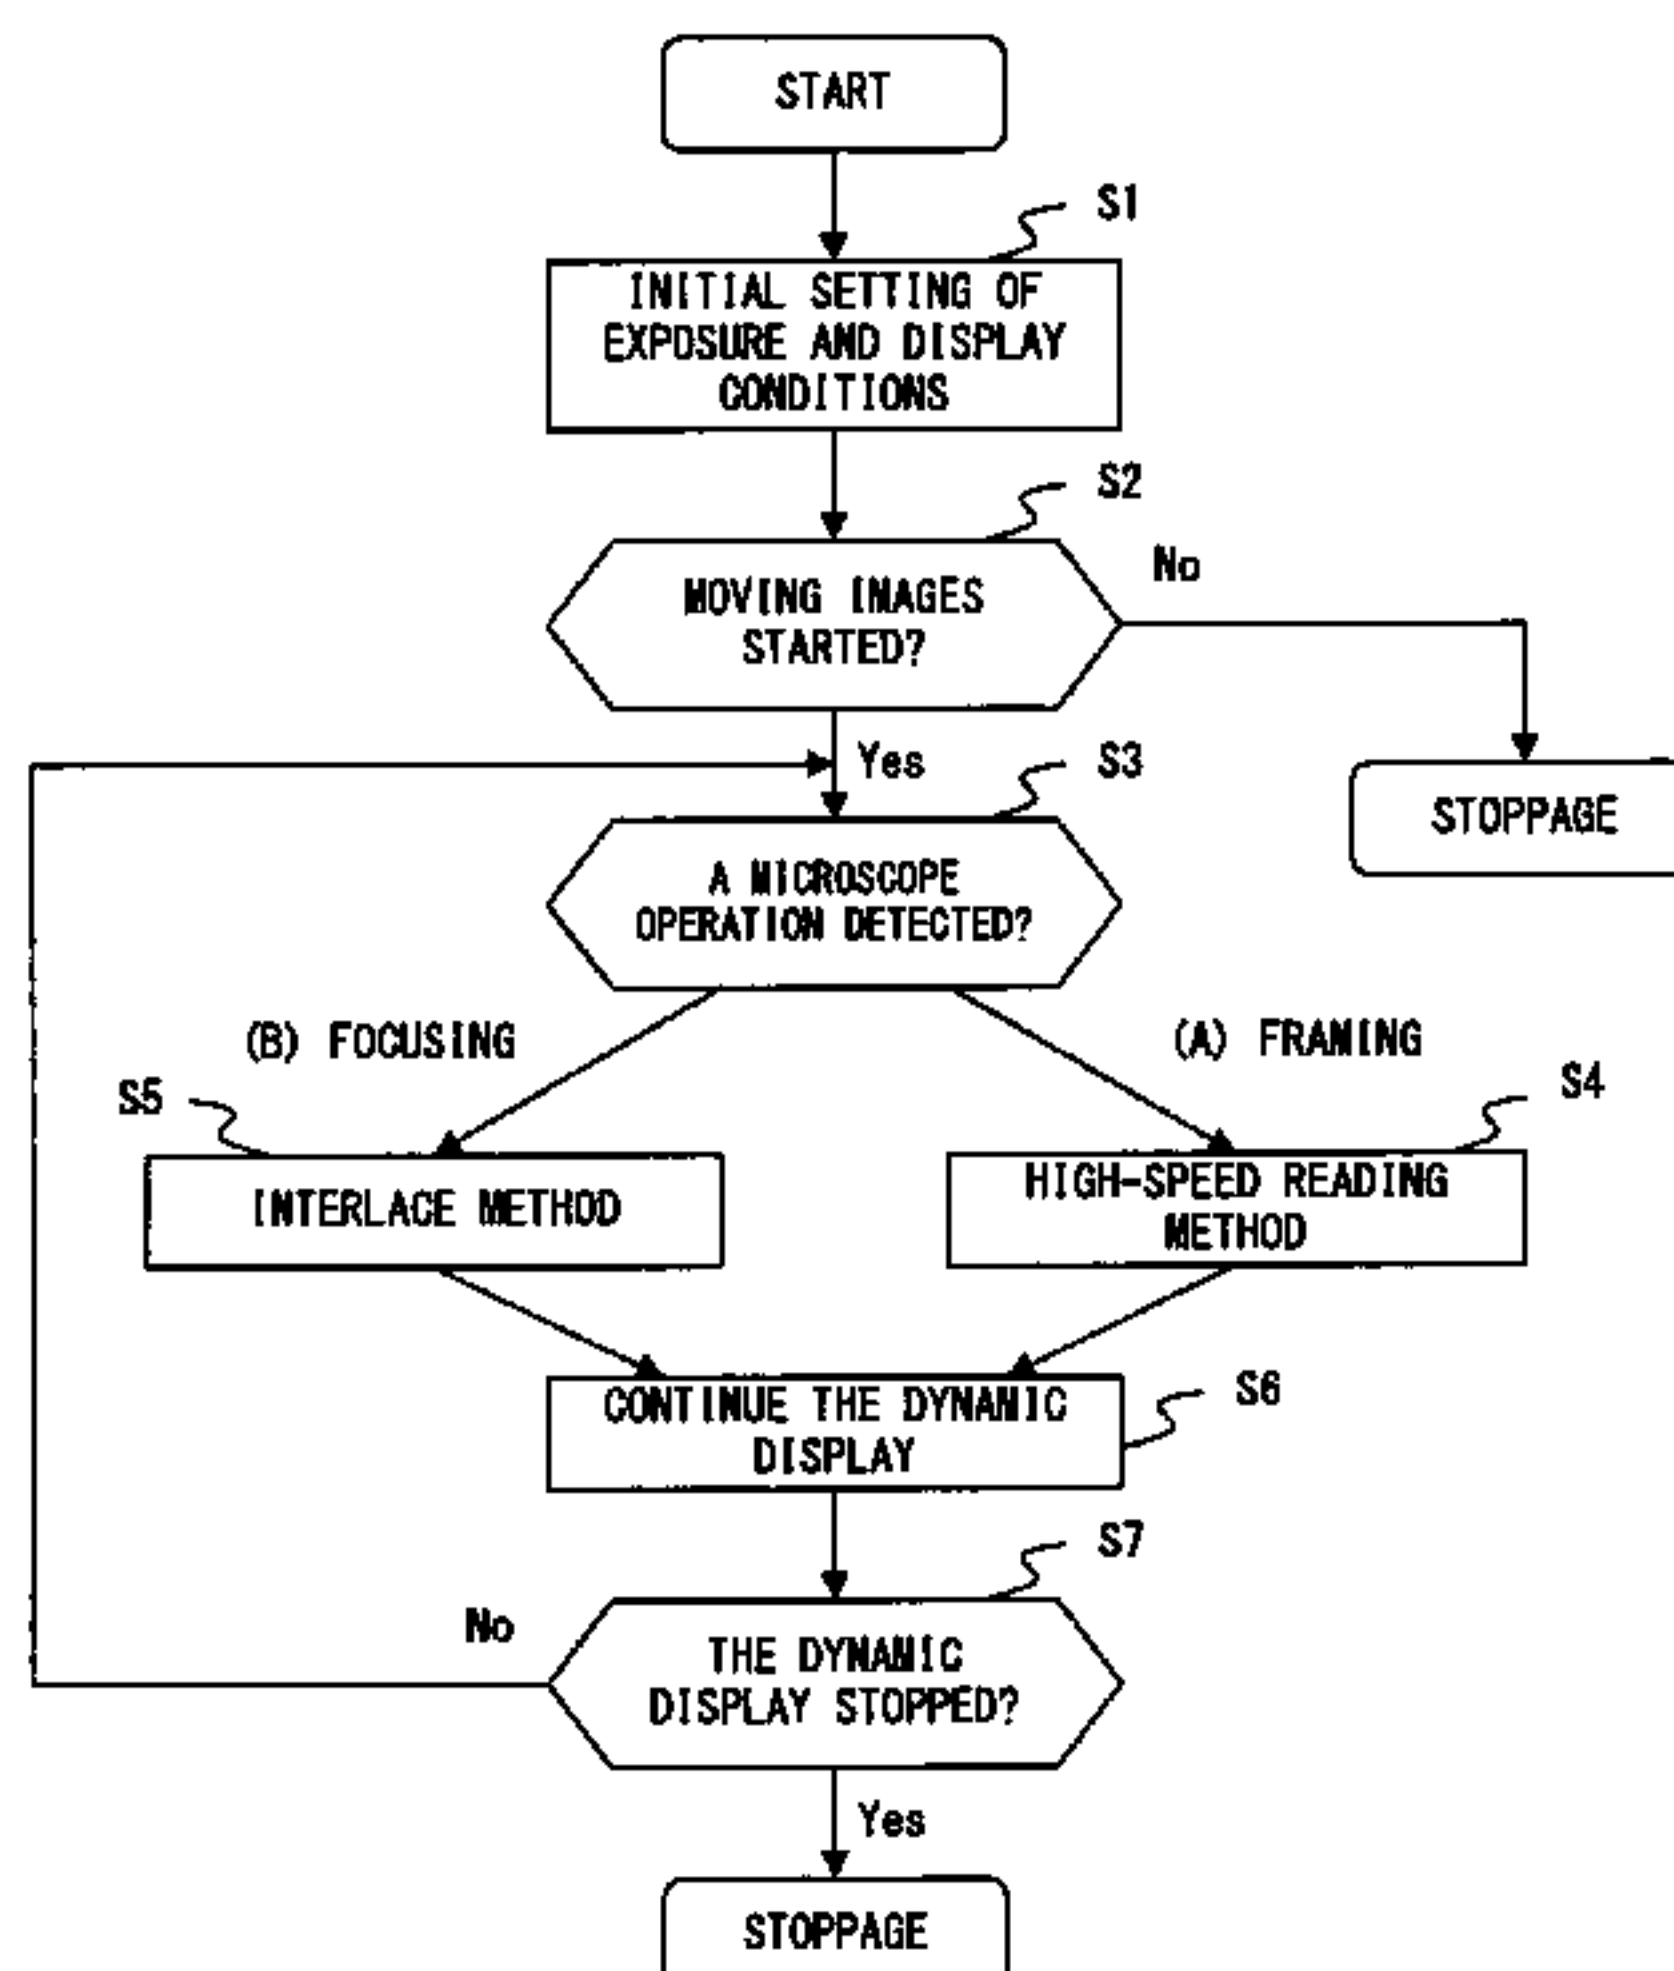 START
S1
INITIAL SETTING OF
EXPOSURE AND DISPLAY
CONDITIONS
S2
No
MOVING IMAGES
STARTED?
Yes
S3
STOPPAGE
A MICROSCOPE
OPERATION DETECTED?
(B) FOCUSING
(A) FRAMING
S5
S4
INTERLACE METHOD
HIGH-SPEED READING
METHOD
S6
CONTINUE THE DYNAMIC
DISPLAY
S7
No
THE DYNAMIC
DISPLAY STOPPED?
Yes
STOPPAGE